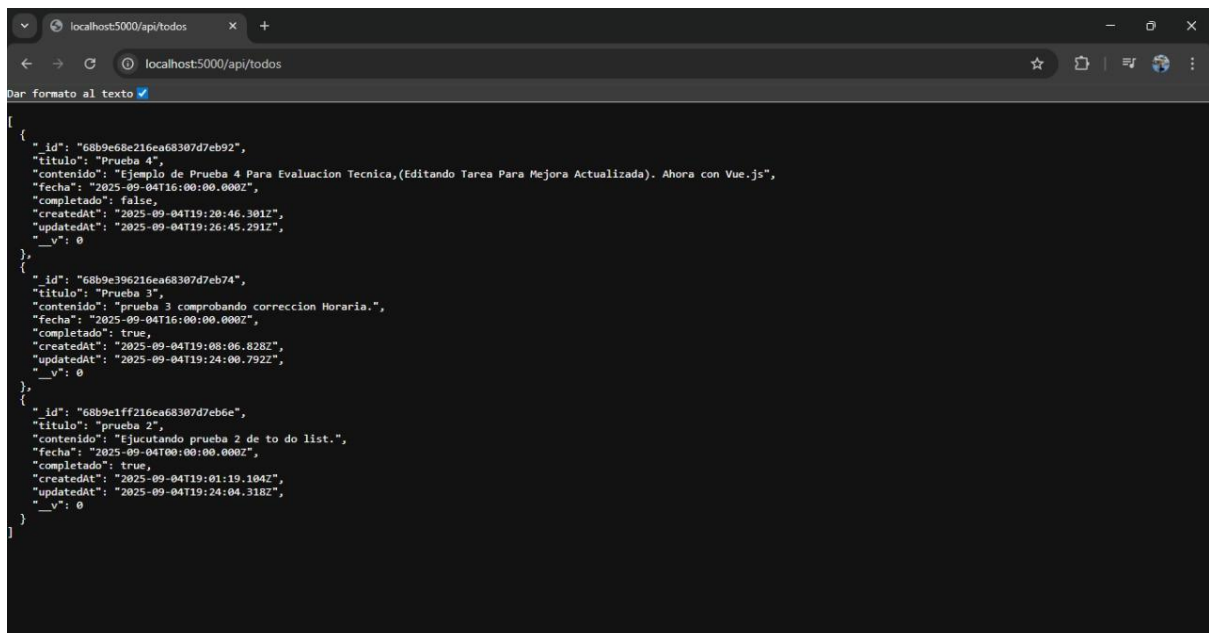 localhost:5000/api/todos
localhost:5000/api/todos
Dar formato al texto
[
  {
    "_id": "68b9e68e216ea68307d7eb92",
    "titulo": "Prueba 4",
    "contenido": "Ejemplo de Prueba 4 Para Evaluacion Tecnica,(Editando Tarea Para Mejora Actualizada). Ahora con Vue.js",
    "fecha": "2025-09-04T16:00:00.000Z",
    "completado": false,
    "createdAt": "2025-09-04T19:20:46.301Z",
    "updatedAt": "2025-09-04T19:26:45.291Z",
    "__v": 0
  },
  {
    "_id": "68b9e396216ea68307d7eb74",
    "titulo": "Prueba 3",
    "contenido": "prueba 3 comprobando correccion Horaria.",
    "fecha": "2025-09-04T16:00:00.000Z",
    "completado": true,
    "createdAt": "2025-09-04T19:08:06.828Z",
    "updatedAt": "2025-09-04T19:24:00.792Z",
    "__v": 0
  },
  {
    "_id": "68b9e1ff216ea68307d7eb6e",
    "titulo": "prueba 2",
    "contenido": "Ejucutando prueba 2 de to do list.",
    "fecha": "2025-09-04T00:00:00.000Z",
    "completado": true,
    "createdAt": "2025-09-04T19:01:19.104Z",
    "updatedAt": "2025-09-04T19:24:04.318Z",
    "__v": 0
  }
]